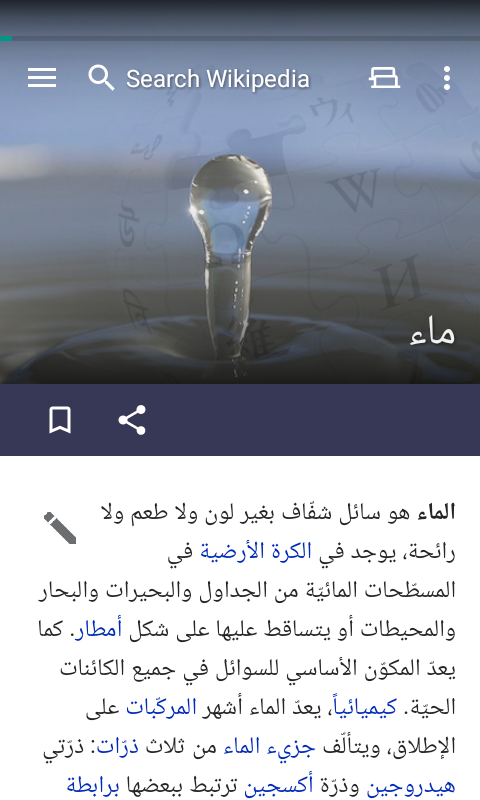 Search Wikipedia
W
И
ウィ
維
Ω
ماء
الماء هو سائل شفّاف بغير لون ولا طعم ولا
رائحة، يوجد في الكرة الأرضية في
المسطّحات المائيّة من الجداول والبحيرات والبحار
والمحيطات أو يتساقط عليها على شكل أمطار. كما
يعدّ المكوّن الأساسي للسوائل في جميع الكائنات
الحيّة. كيميائياً، يعدّ الماء أشهر المركّبات على
الإطلاق، ويتألّف جزيء الماء من ثلاث ذرّات: ذرّتي
هيدروجين وذرّة أكسجين ترتبط ببعضها برابطة